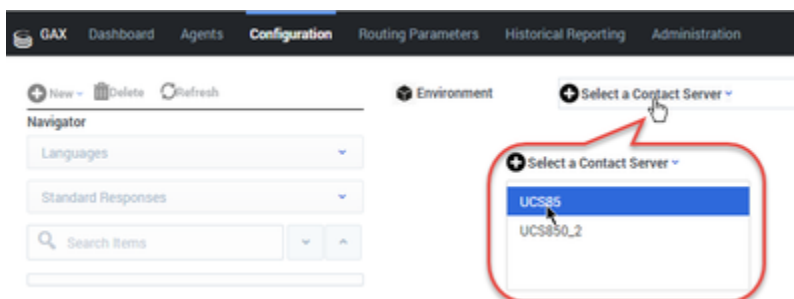 GAX Dashboard Agents Configuration Routing Parameters Historical Reporting Administration
New Delete Refresh
Environment
Select a Contact Server
Navigator
Languages
Standard Responses
Search Items
Select a Contact Server
UCS85
UCS850_2